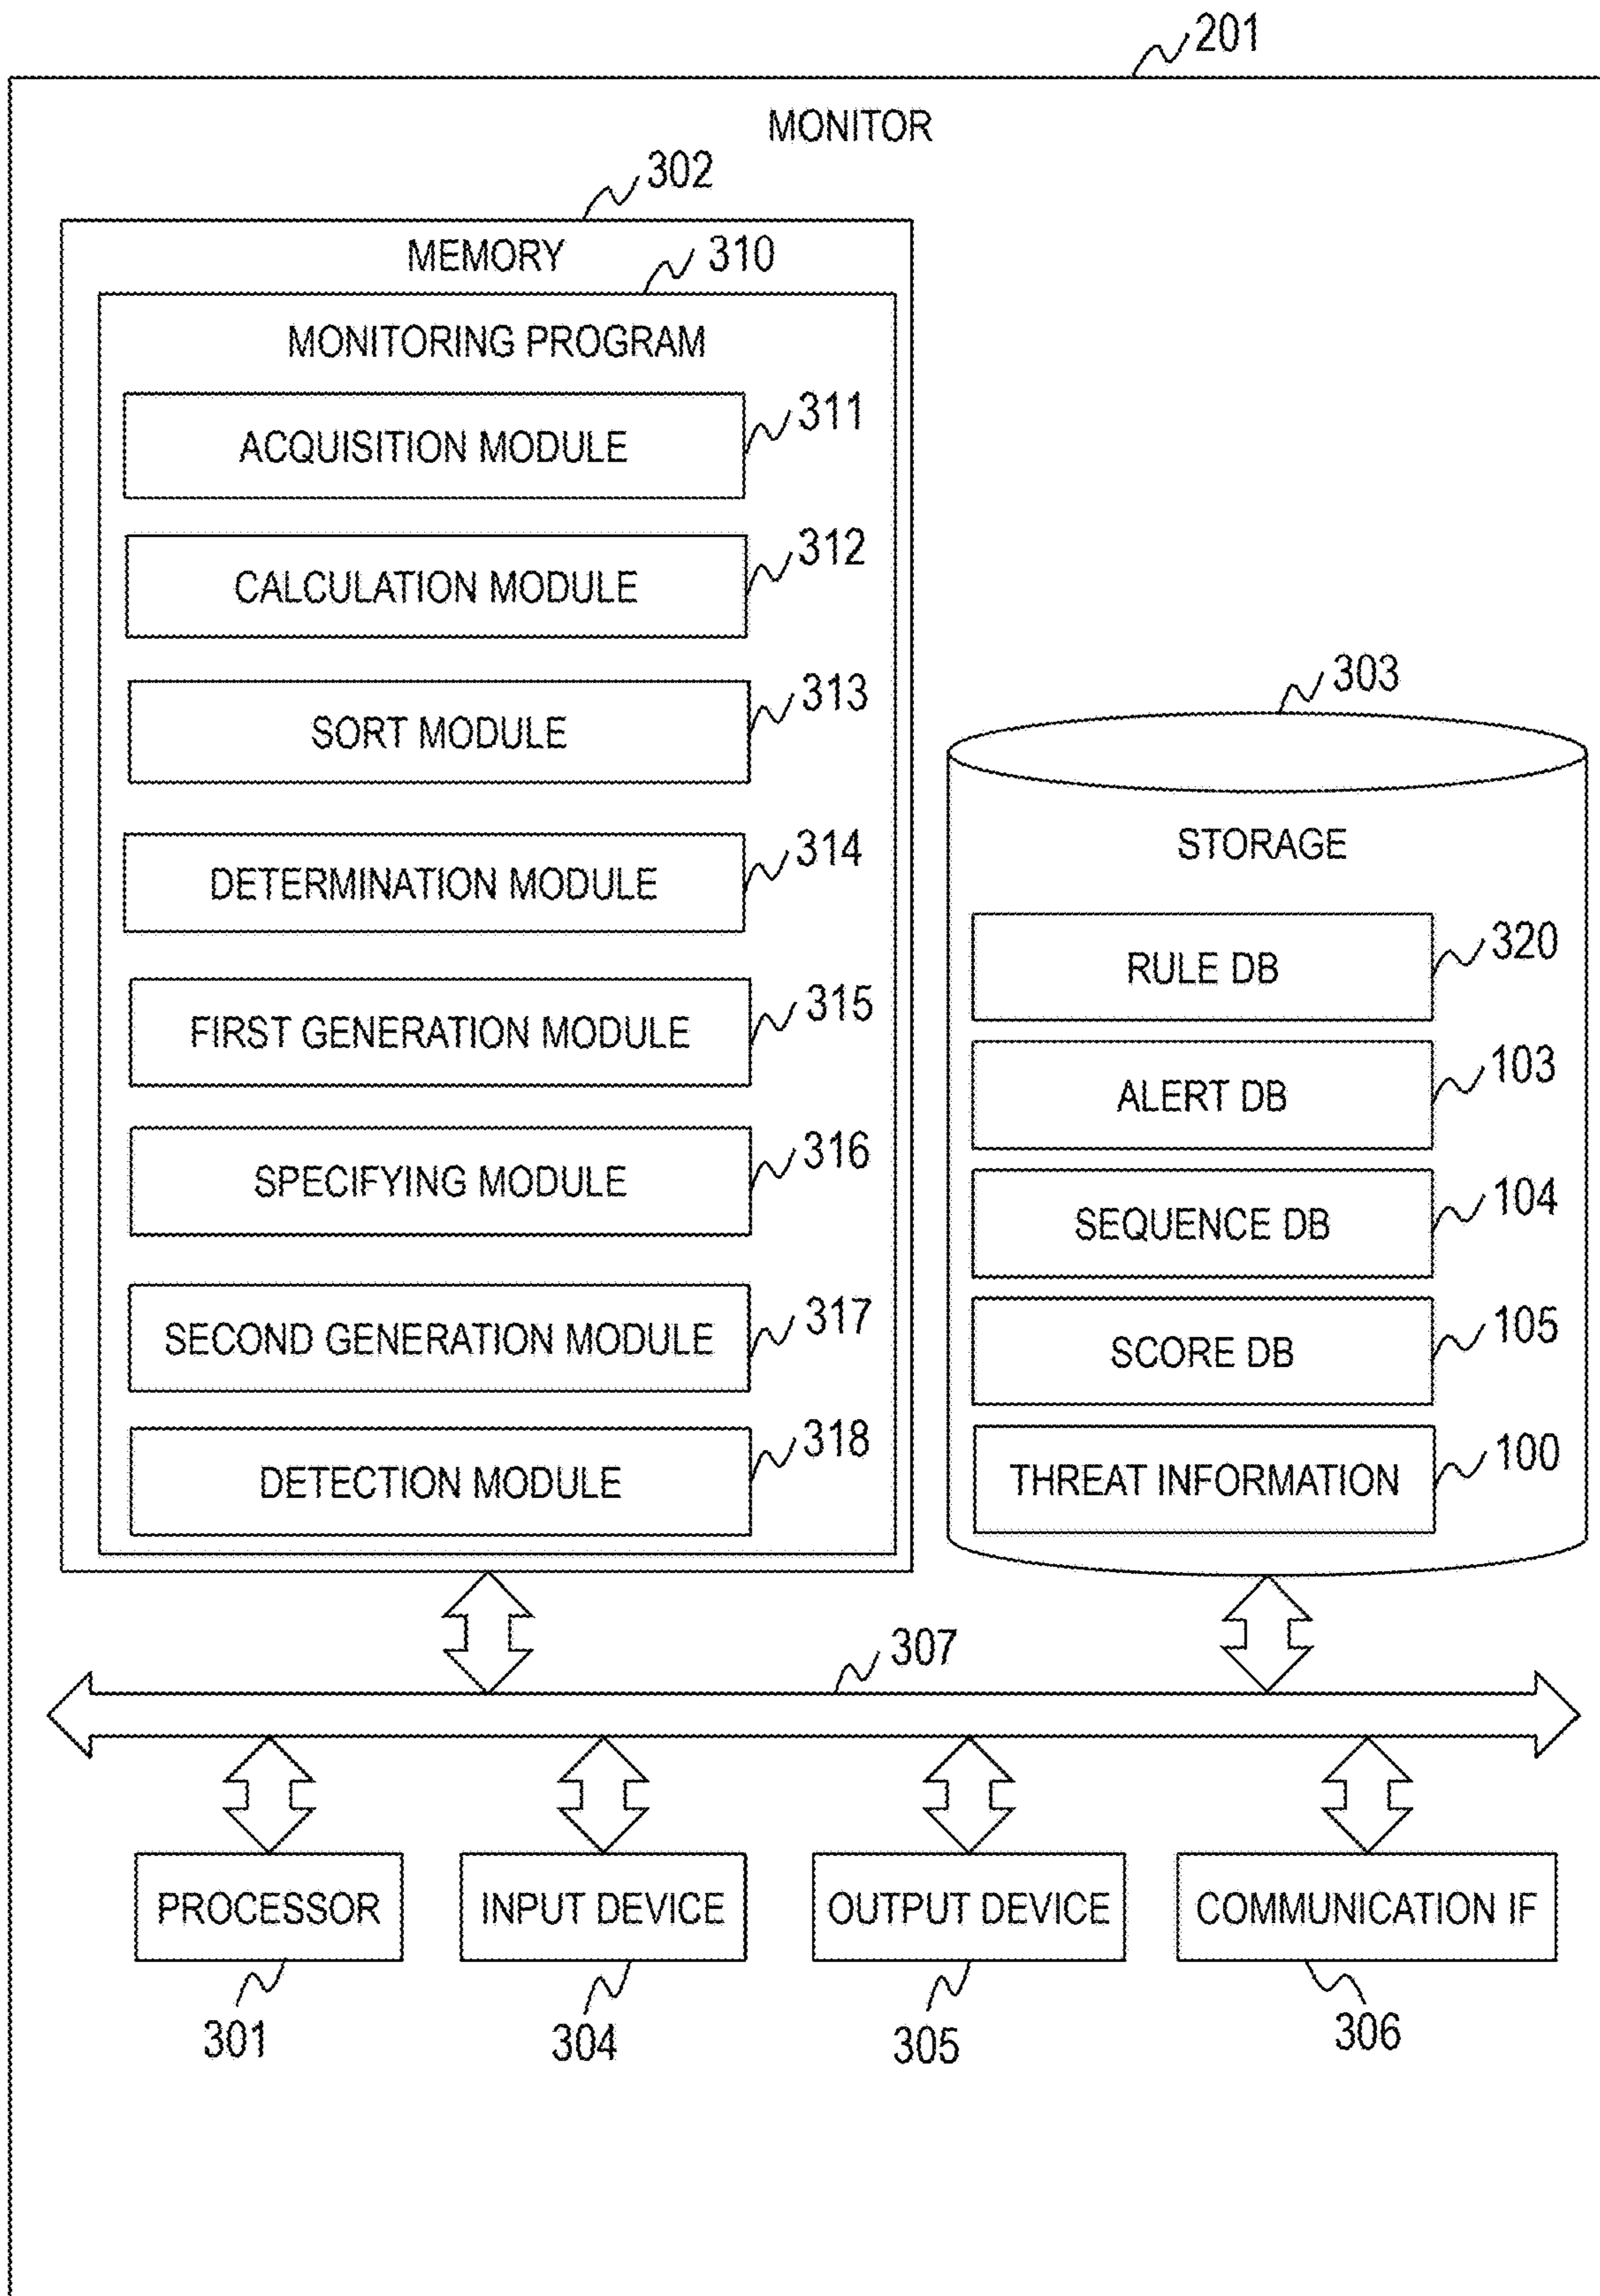 201
MONITOR
302
MEMORY
310
MONITORING PROGRAM
311
ACQUISITION MODULE
312
CALCULATION MODULE
313
SORT MODULE
314
DETERMINATION MODULE
315
FIRST GENERATION MODULE
316
SPECIFYING MODULE
317
SECOND GENERATION MODULE
318
DETECTION MODULE
303
STORAGE
320
RULE DB
103
ALERT DB
104
SEQUENCE DB
105
SCORE DB
100
THREAT INFORMATION
307
PROCESSOR
INPUT DEVICE
OUTPUT DEVICE
COMMUNICATION IF
301
304
305
306